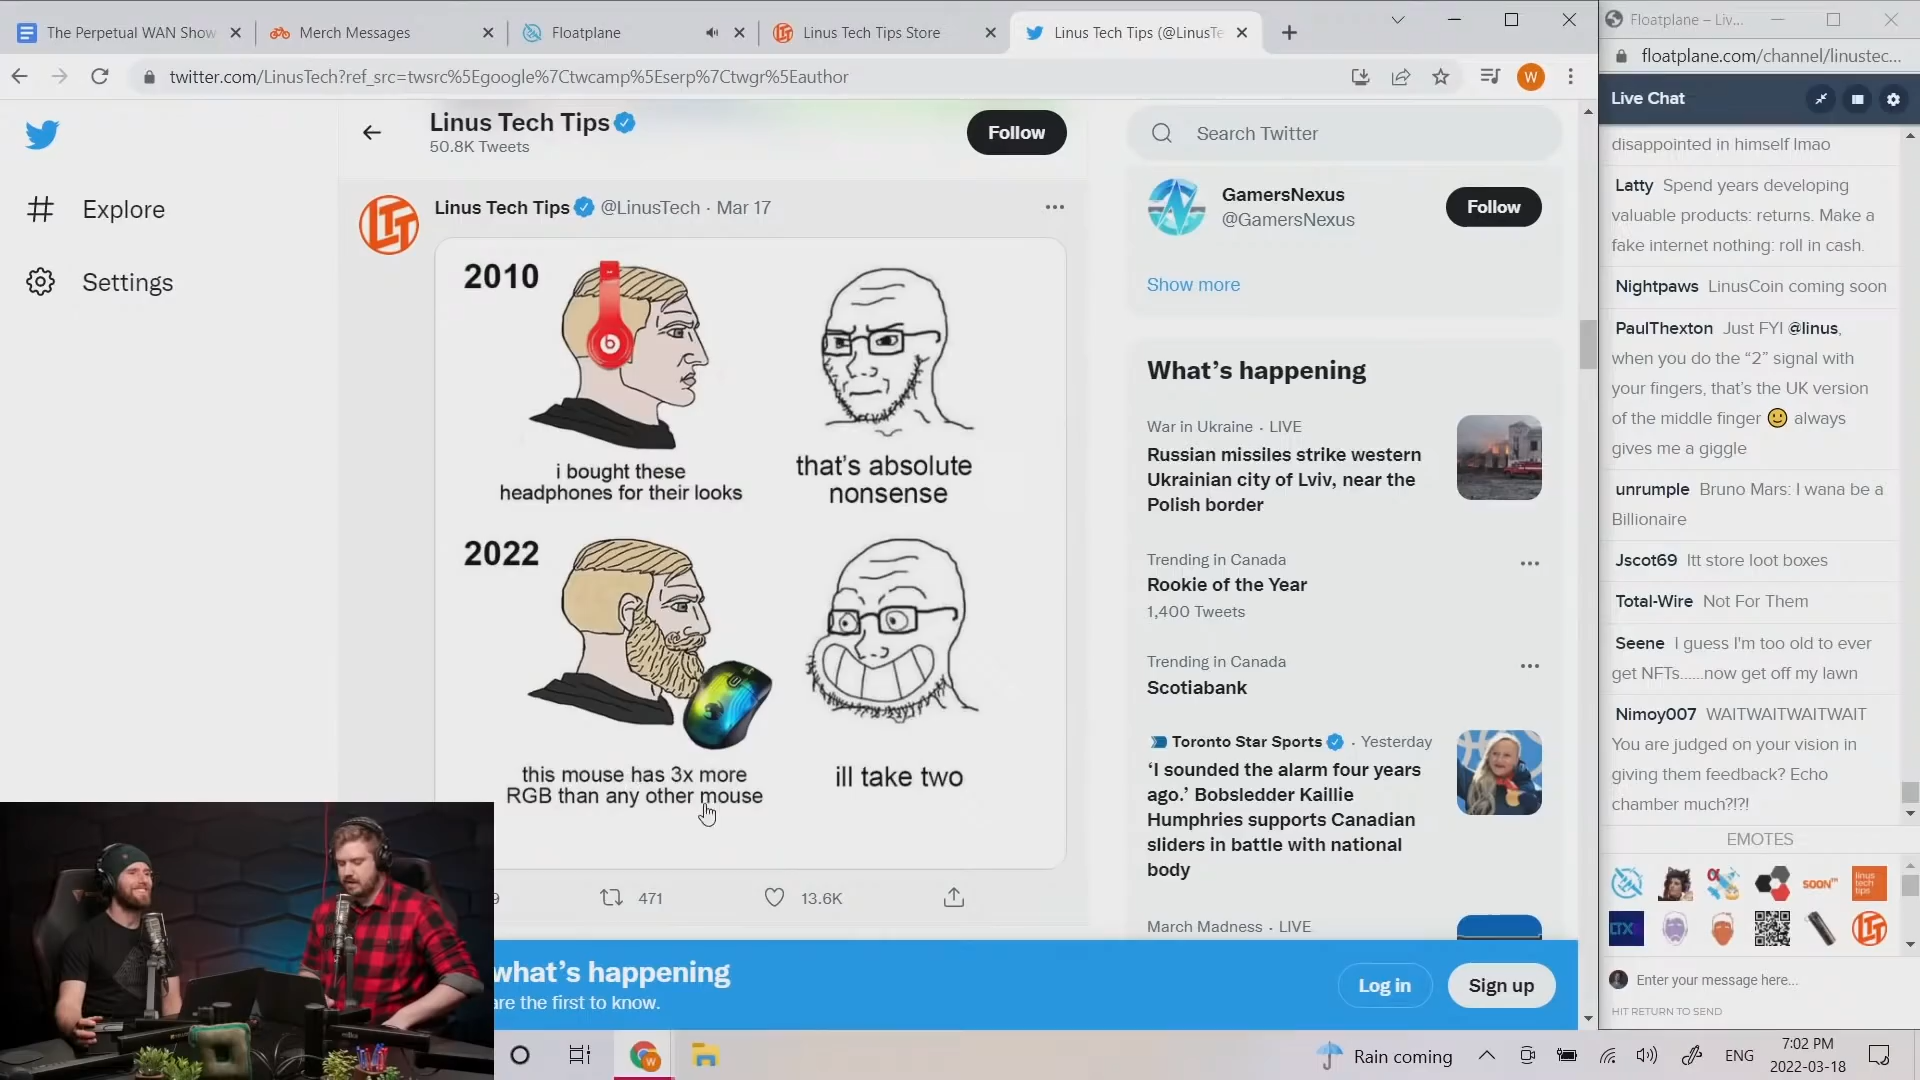 The Perpetual WAN Show
Merch Messages
Floatplane
Linus Tech Tips Store
Linus Tech Tips (@LinusTe
Floatplane – Liv...
twitter.com/LinusTech?ref_src=twsrc%5Egoogle%7Ctwcamp%5Eserp%7Ctwgr%5Eauthor
W
floatplane.com/channel/linustec...
Explore
Settings
Linus Tech Tips
50.8K Tweets
Follow
Linus Tech Tips @LinusTech · Mar 17
2010
i bought these
headphones for their looks
that's absolute
nonsense
2022
this mouse has 3x more
RGB than any other mouse
ill take two
9
471
13.6K
Search Twitter
GamersNexus
@GamersNexus
Follow
Show more
What's happening
War in Ukraine · LIVE
Russian missiles strike western
Ukrainian city of Lviv, near the
Polish border
Trending in Canada
Rookie of the Year
1,400 Tweets
Trending in Canada
Scotiabank
Toronto Star Sports · Yesterday
‘I sounded the alarm four years
ago.’ Bobsledder Kaillie
Humphries supports Canadian
sliders in battle with national
body
March Madness · LIVE
what's happening
are the first to know.
Log in
Sign up
Live Chat
disappointed in himself lmao
Latty Spend years developing
valuable products: returns. Make a
fake internet nothing: roll in cash.
Nightpaws LinusCoin coming soon
PaulThexton Just FYI @linus,
when you do the “2” signal with
your fingers, that's the UK version
of the middle finger always
gives me a giggle
unrumple Bruno Mars: I wana be a
Billionaire
Jscot69 ltt store loot boxes
Total-Wire Not For Them
Seene I guess I'm too old to ever
get NFTs......now get off my lawn
Nimoy007 WAITWAITWAITWAIT
You are judged on your vision in
giving them feedback? Echo
chamber much?!?!
EMOTES
SOON™
linus
tech
tips
LTX
Enter your message here...
HIT RETURN TO SEND
Rain coming
ENG
7:02 PM
2022-03-18